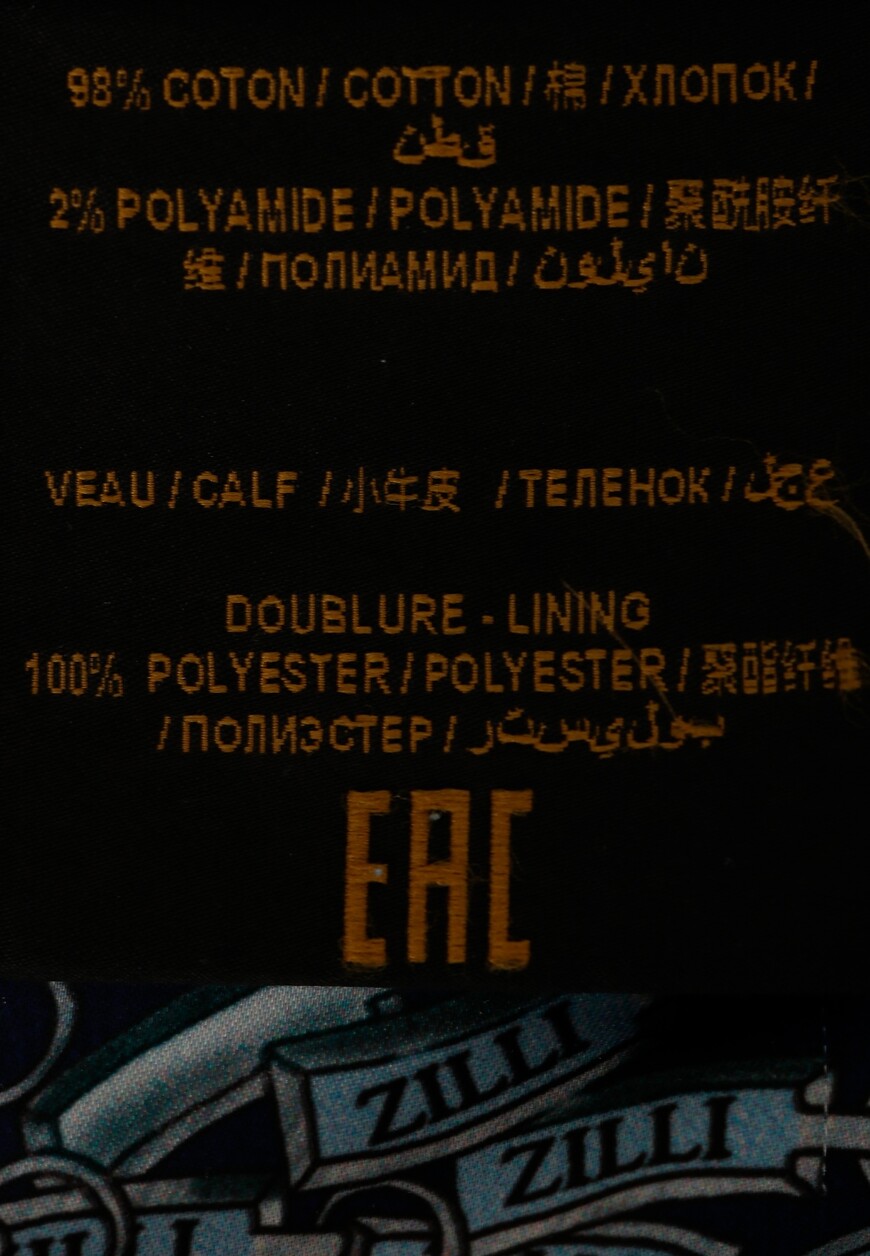 98% COTON / COTTON / 棉 / ХЛОПОК /
قطن
2% POLYAMIDE / POLYAMIDE / 聚酰胺纤
维 / ПОЛИАМИД / نايلون
VEAU / CALF / 小牛皮 / ТЕЛЕНОК / عجل
DOUBLURE - LINING
100% POLYESTER / POLYESTER / 聚酯纤维
/ ПОЛИЭСТЕР / بوليستر
EAC
ZILLI
ZILLI